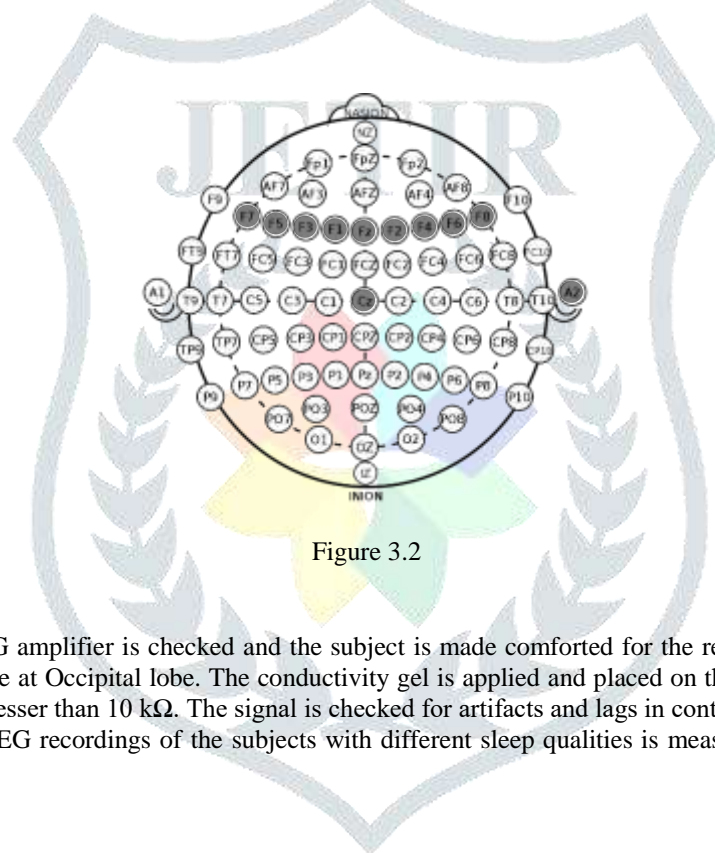 JETIR
NASION
NZ
Fp1 FpZ Fp2
AF7 AF3 AFZ AF4 AF8
F9 F10
F7 F5 F3 F1 Fz F2 F4 F6 F8
FT9 FT7 FC5 FC3 FC1 FCZ FC2 FC4 FC6 FC8 FC10
A1 T9 T7 C5 C3 C1 Cz C2 C4 C6 T8 T10 A2
TP9 TP7 CP5 CP3 CP1 CPZ CP2 CP4 CP6 CP8 CP10
P9 P7 P5 P3 P1 Pz P2 P4 P6 P8 P10
PO7 PO3 POZ PO4 PO8
O1 OZ O2
IZ
INION
Figure 3.2
G amplifier is checked and the subject is made comforted for the re
e at Occipital lobe. The conductivity gel is applied and placed on th
lesser than 10 kΩ. The signal is checked for artifacts and lags in cont
EG recordings of the subjects with different sleep qualities is meas